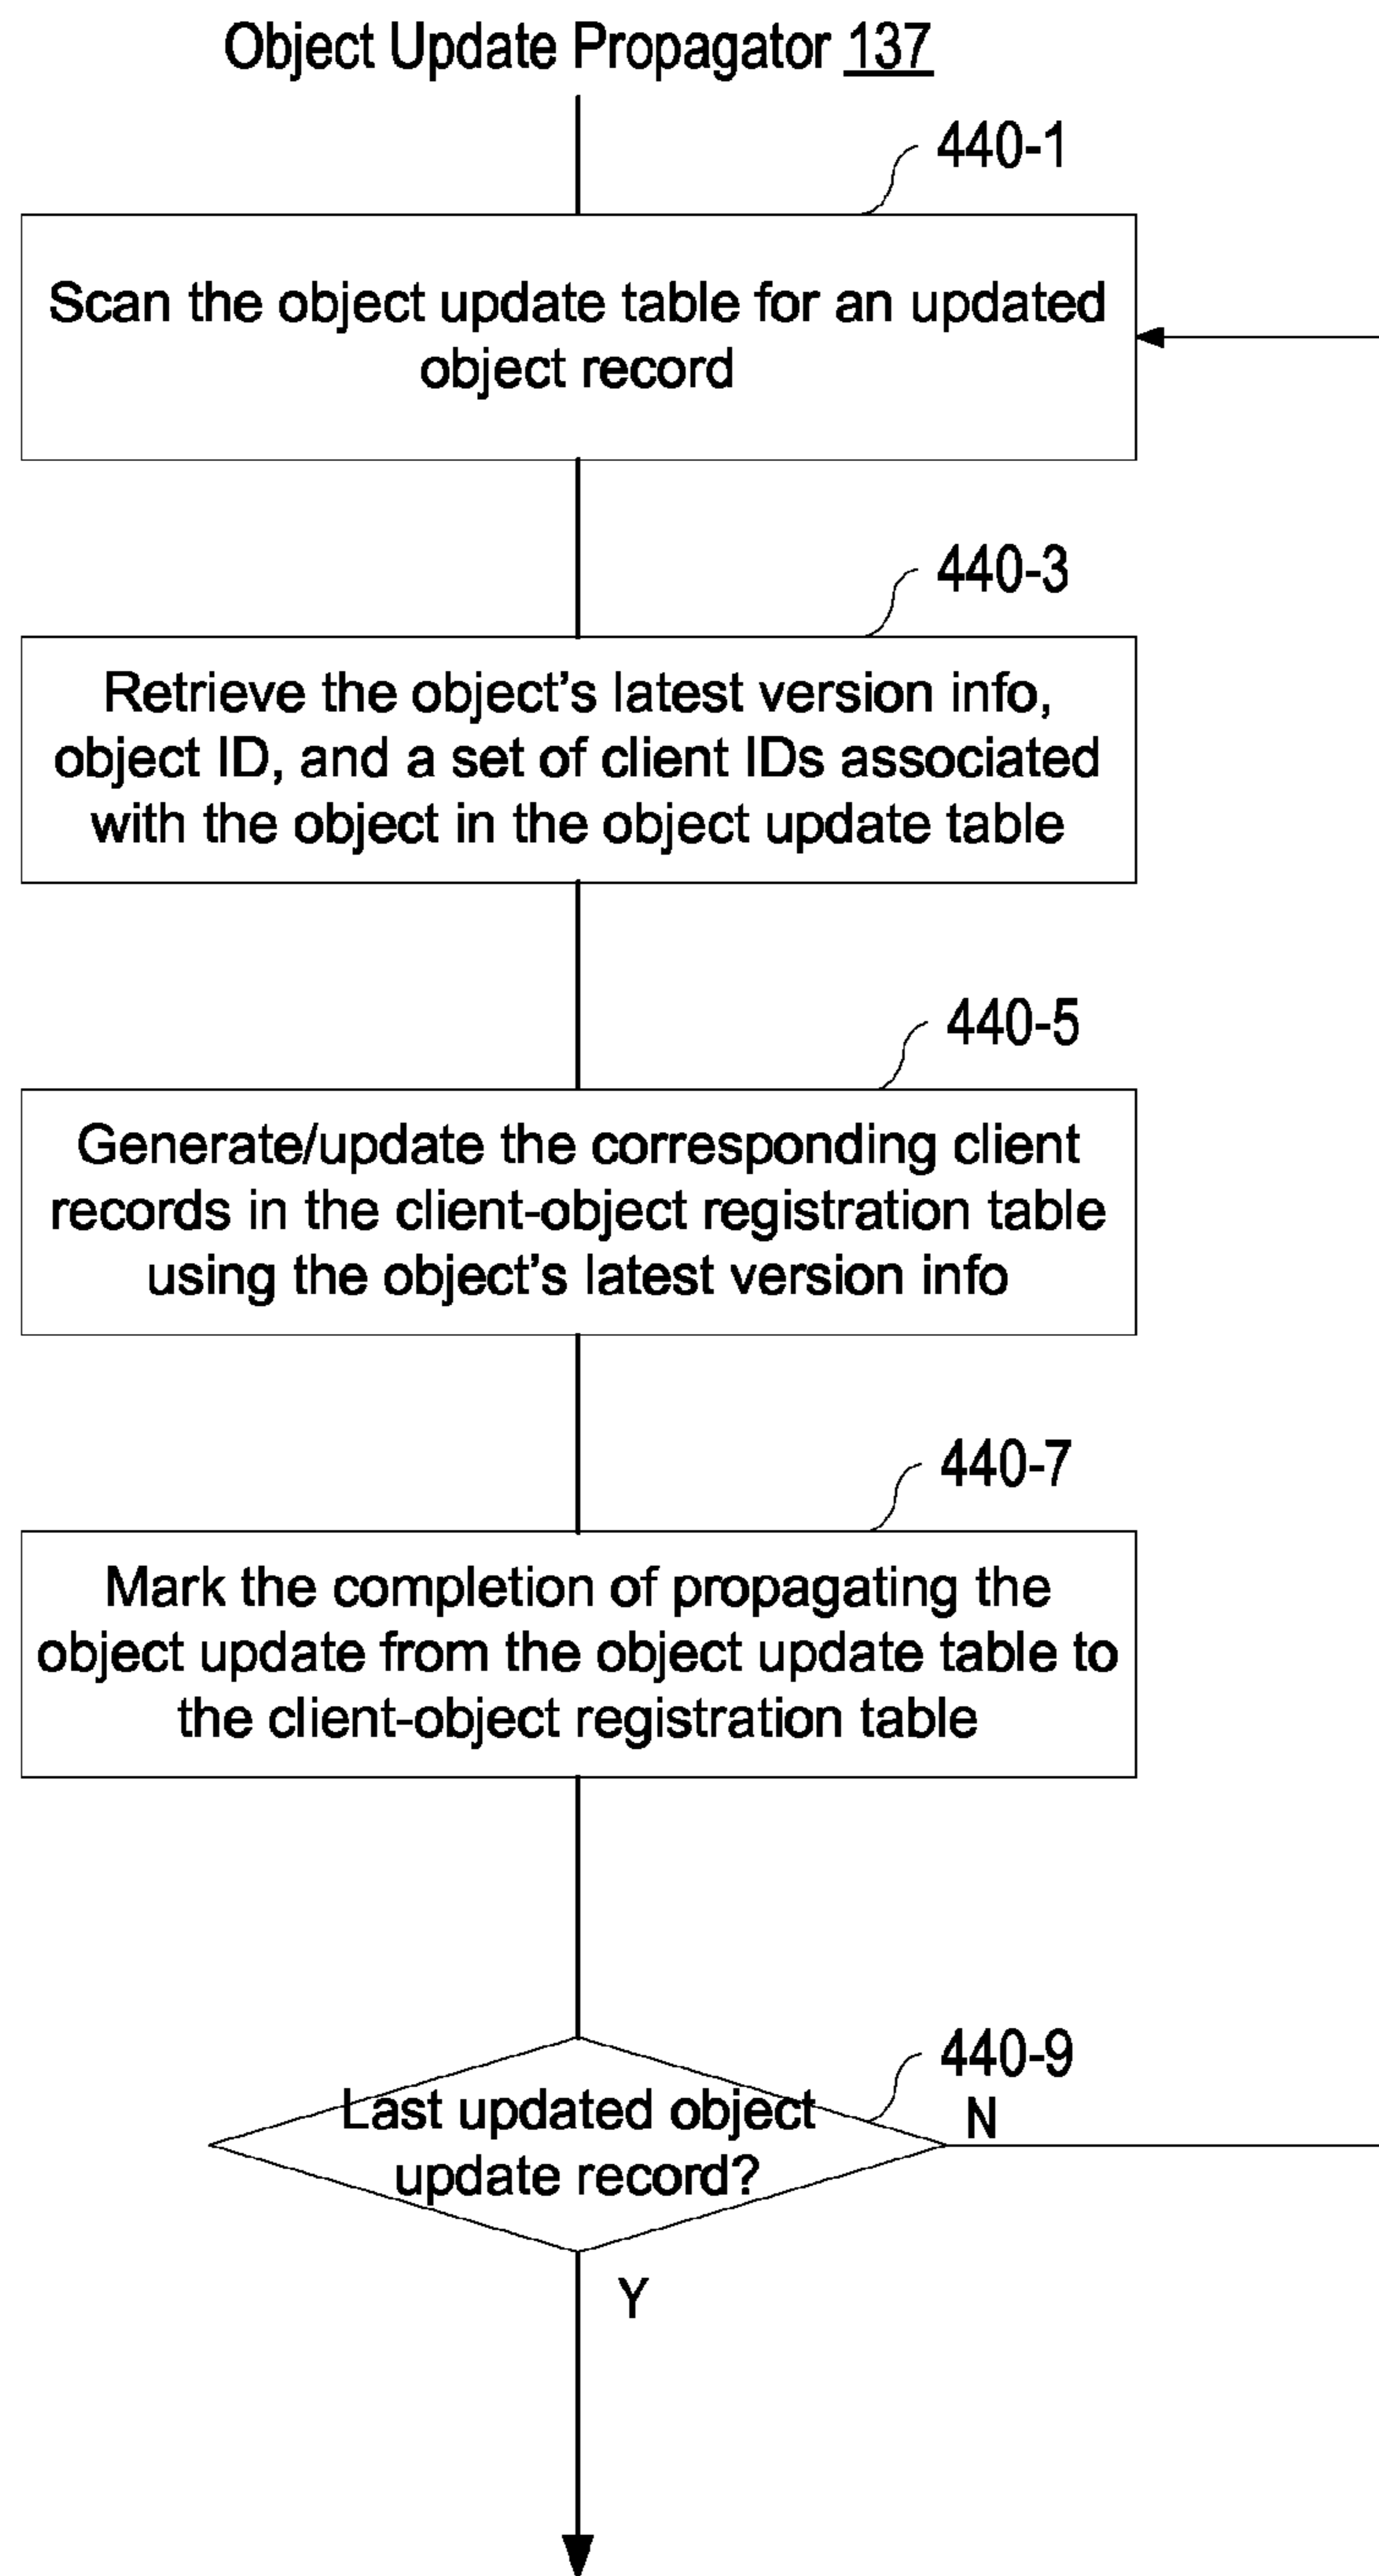 Object Update Propagator 137
440-1
Scan the object update table for an updated
object record
440-3
Retrieve the object’s latest version info,
object ID, and a set of client IDs associated
with the object in the object update table
440-5
Generate/update the corresponding client
records in the client-object registration table
using the object’s latest version info
440-7
Mark the completion of propagating the
object update from the object update table to
the client-object registration table
440-9
Last updated object
update record?
N
Y